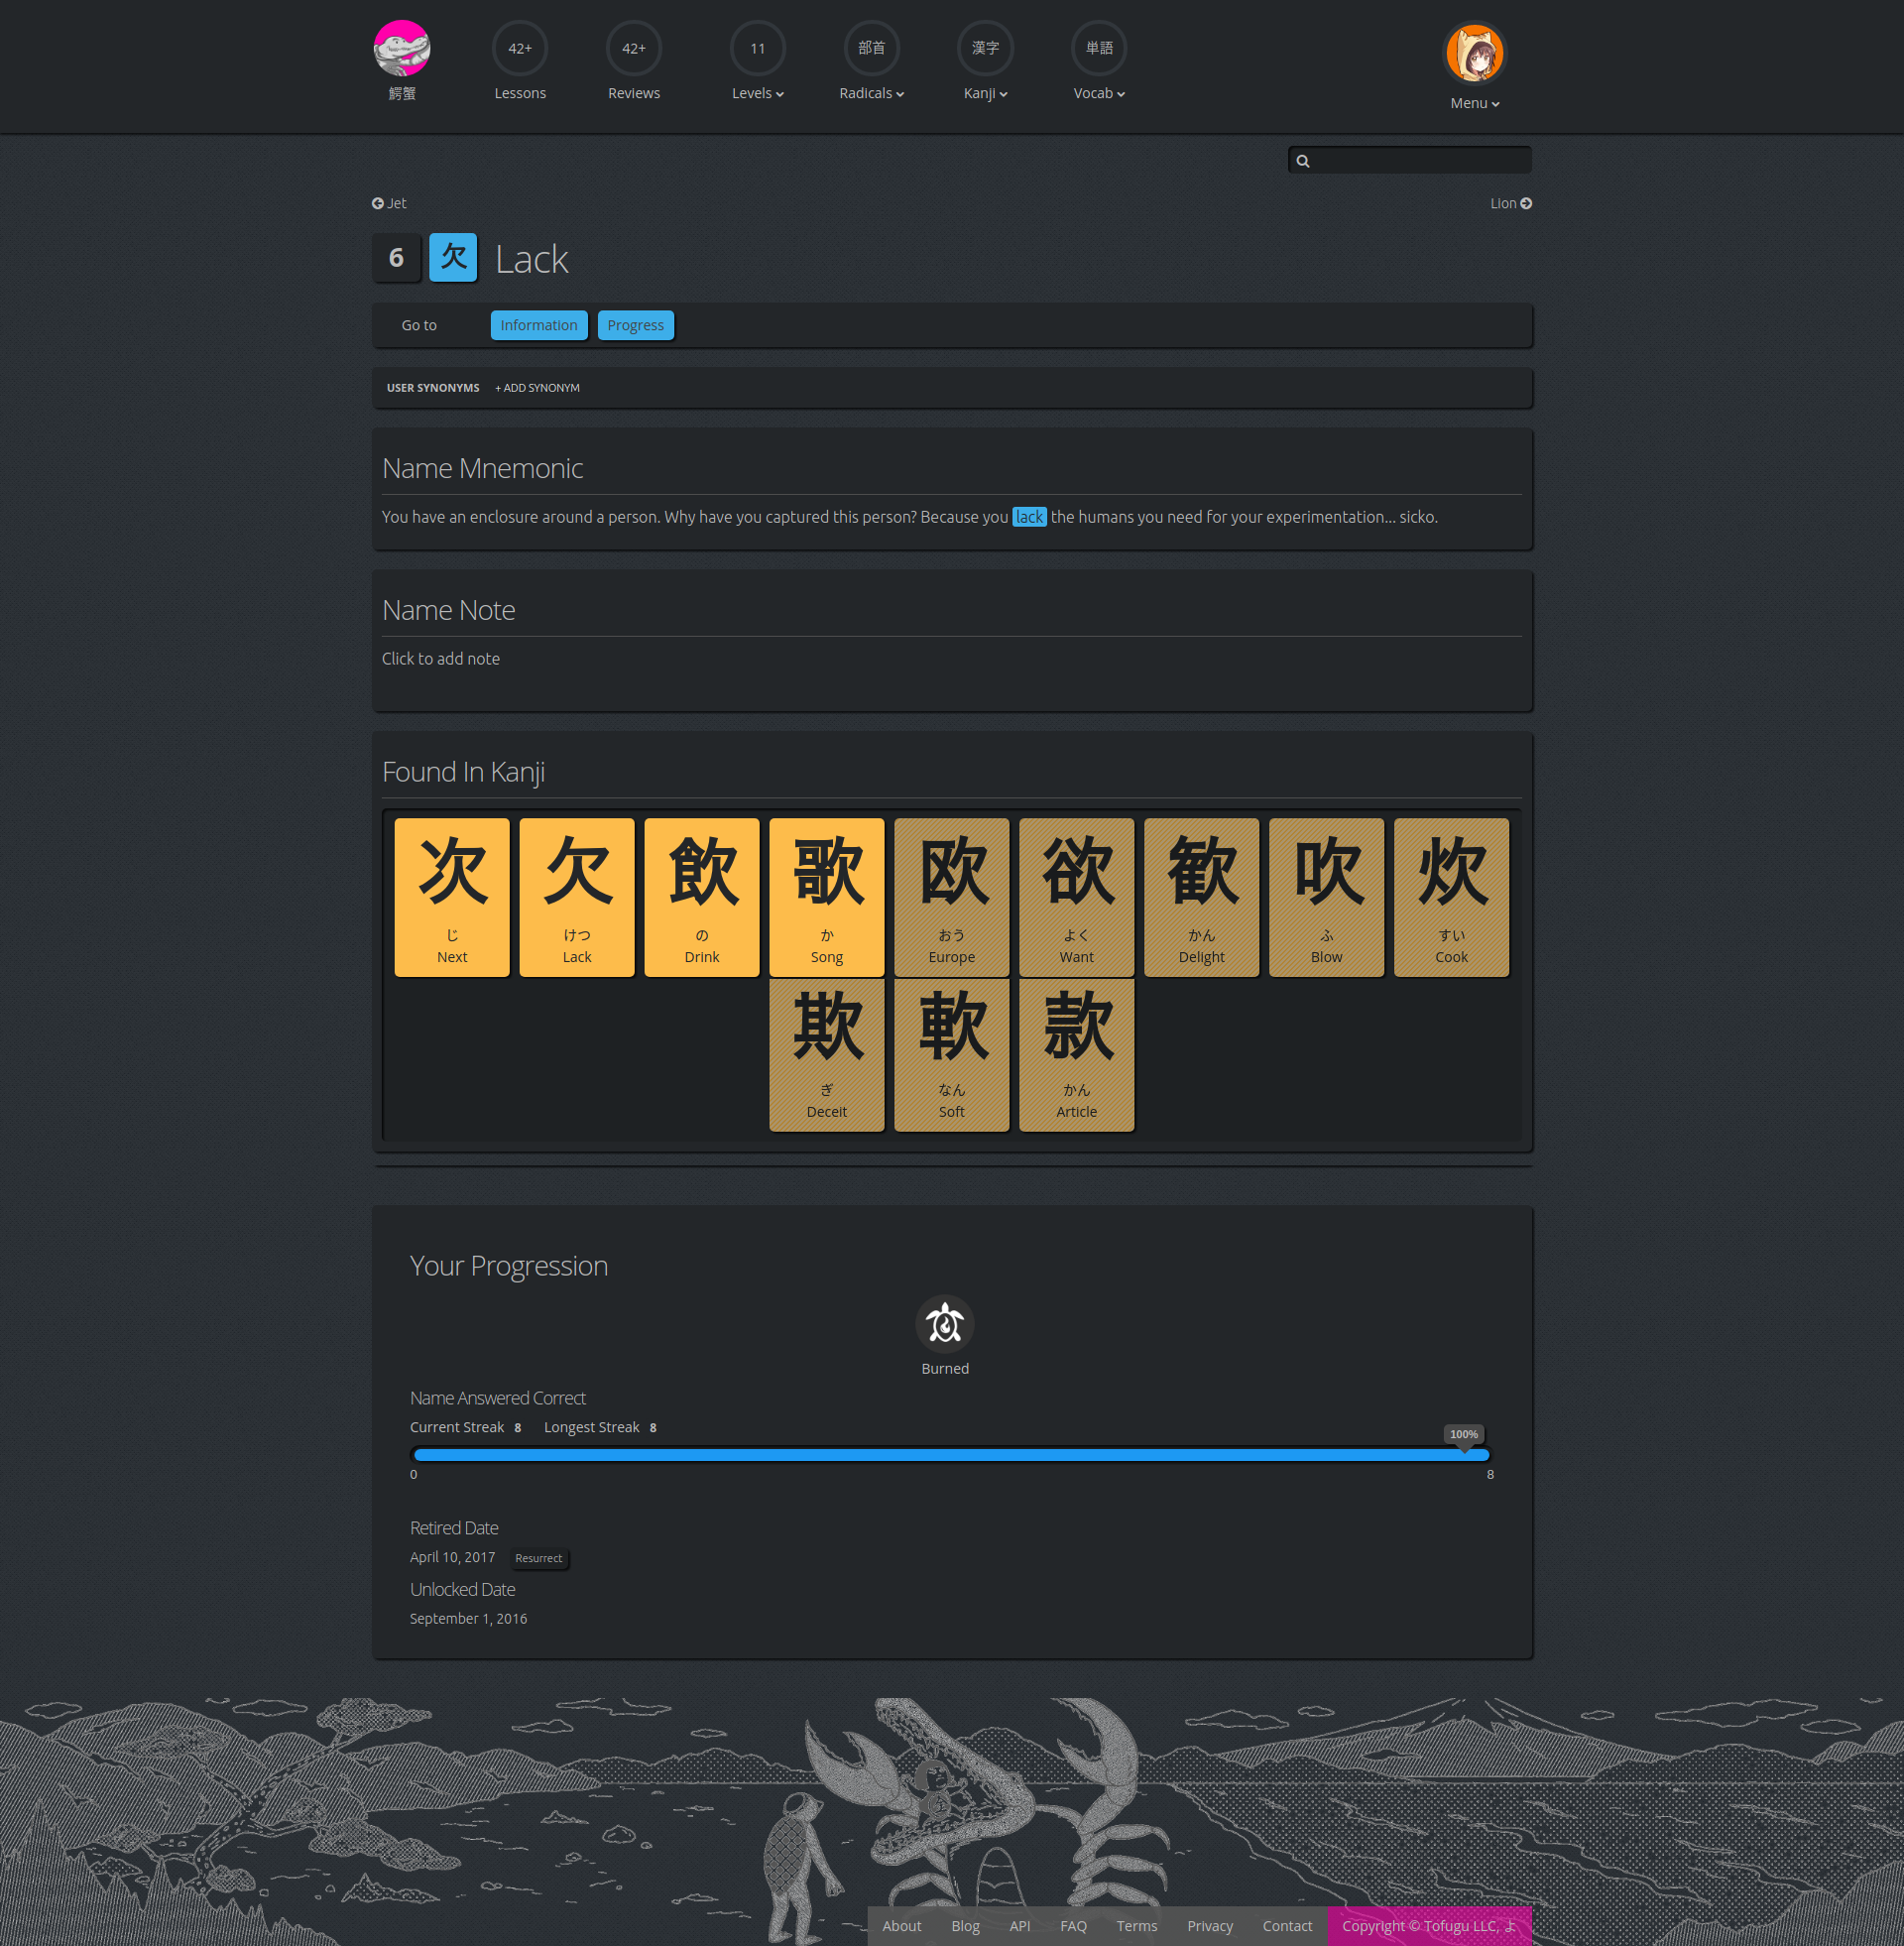 42+ 42+ 11 部首 漢字 単語
鰐蟹 Lessons Reviews Levels Radicals Kanji Vocab Menu
Jet Lion
6 欠 Lack
Go to Information Progress
USER SYNONYMS + ADD SYNONYM
Name Mnemonic
You have an enclosure around a person. Why have you captured this person? Because you lack the humans you need for your experimentation... sicko.
Name Note
Click to add note
Found In Kanji
次 欠 飲 歌 欧 欲 歓 吹 炊
じ けつ の か おう よく かん ふ すい
Next Lack Drink Song Europe Want Delight Blow Cook
欺 軟 款
ぎ なん かん
Deceit Soft Article
Your Progression
Burned
Name Answered Correct
Current Streak 8 Longest Streak 8
100%
0 8
Retired Date
April 10, 2017 Resurrect
Unlocked Date
September 1, 2016
About Blog API FAQ Terms Privacy Contact Copyright © Tofugu LLC, よ